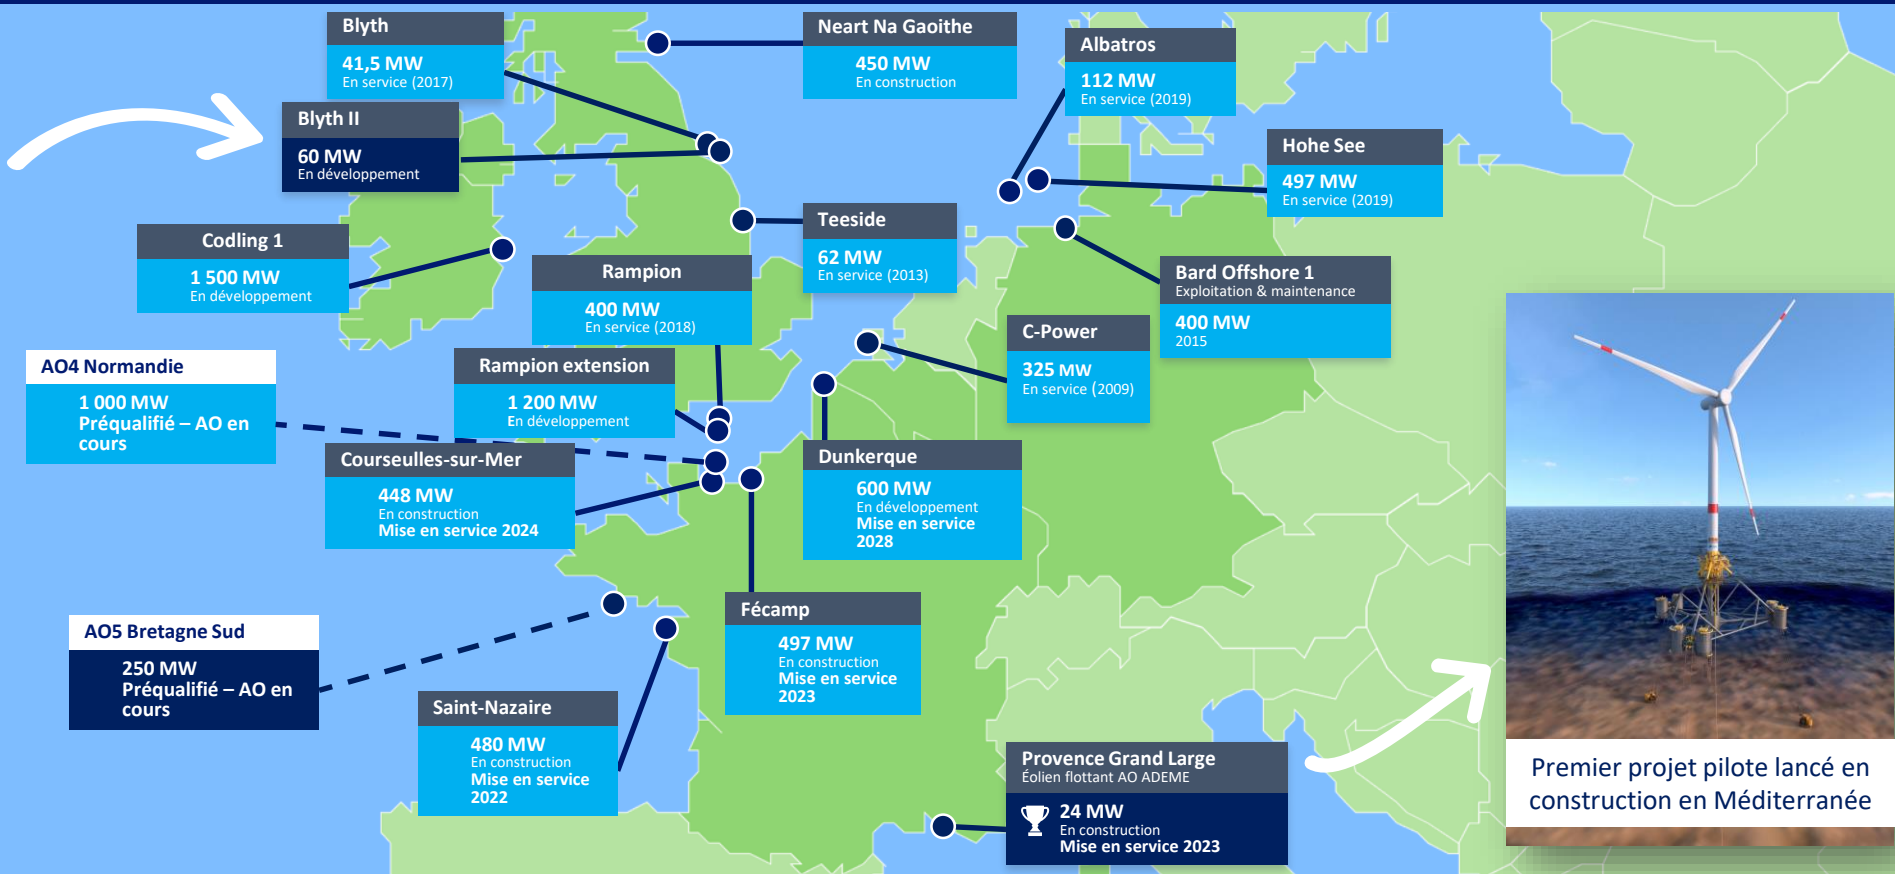 Blyth
41,5 MW
En service (2017)
Neart Na Gaoithe
450 MW
En construction
Albatros
112 MW
En service (2019)
Blyth II
60 MW
En développement
Hohe See
497 MW
En service (2019)
Teeside
62 MW
En service (2013)
Codling 1
1 500 MW
En développement
Rampion
400 MW
En service (2018)
Bard Offshore 1
Exploitation & maintenance
400 MW
2015
C-Power
325 MW
En service (2009)
AO4 Normandie
1 000 MW
Préqualifié – AO en
cours
Rampion extension
1 200 MW
En développement
Courseulles-sur-Mer
448 MW
En construction
Mise en service 2024
Dunkerque
600 MW
En développement
Mise en service
2028
Fécamp
497 MW
En construction
Mise en service
2023
AO5 Bretagne Sud
250 MW
Préqualifié – AO en
cours
Saint-Nazaire
480 MW
En construction
Mise en service
2022
Provence Grand Large
Éolien flottant AO ADEME
24 MW
En construction
Mise en service 2023
Premier projet pilote lancé en
construction en Méditerranée